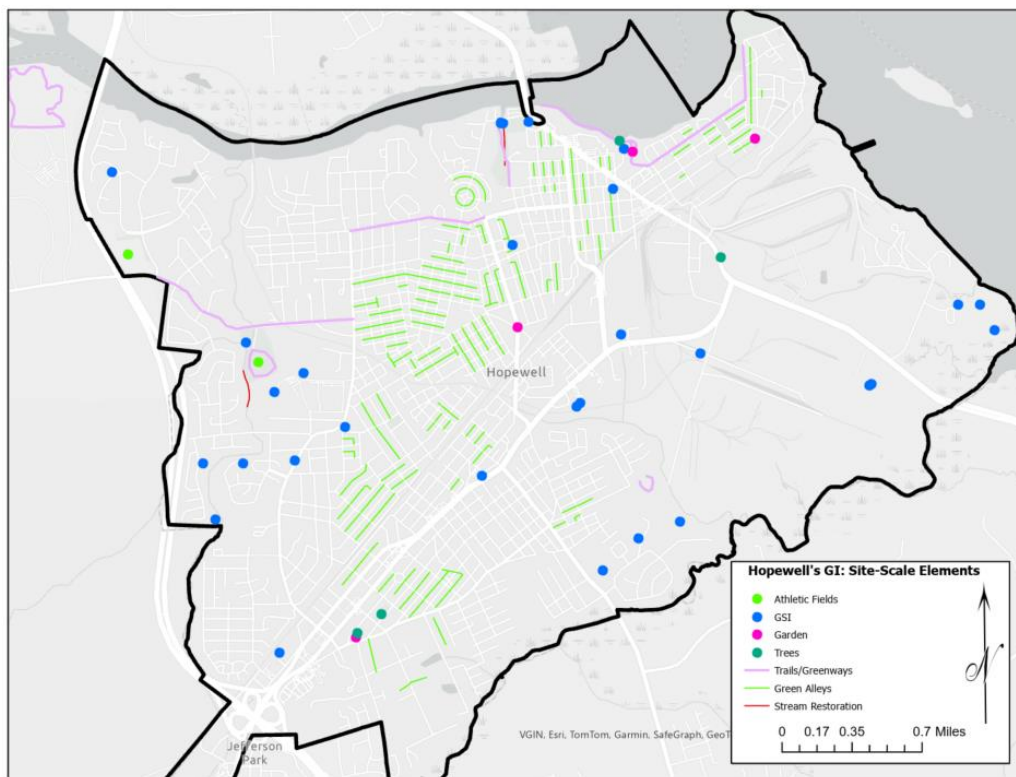 Hopewell
Jefferson
Park
VGIN, Esri, TomTom, Garmin, SafeGraph, GeoT
Hopewell's GI: Site-Scale Elements
Athletic Fields
GSI
Garden
Trees
Trails/Greenways
Green Alleys
Stream Restoration
N
0 0.17 0.35 0.7 Miles